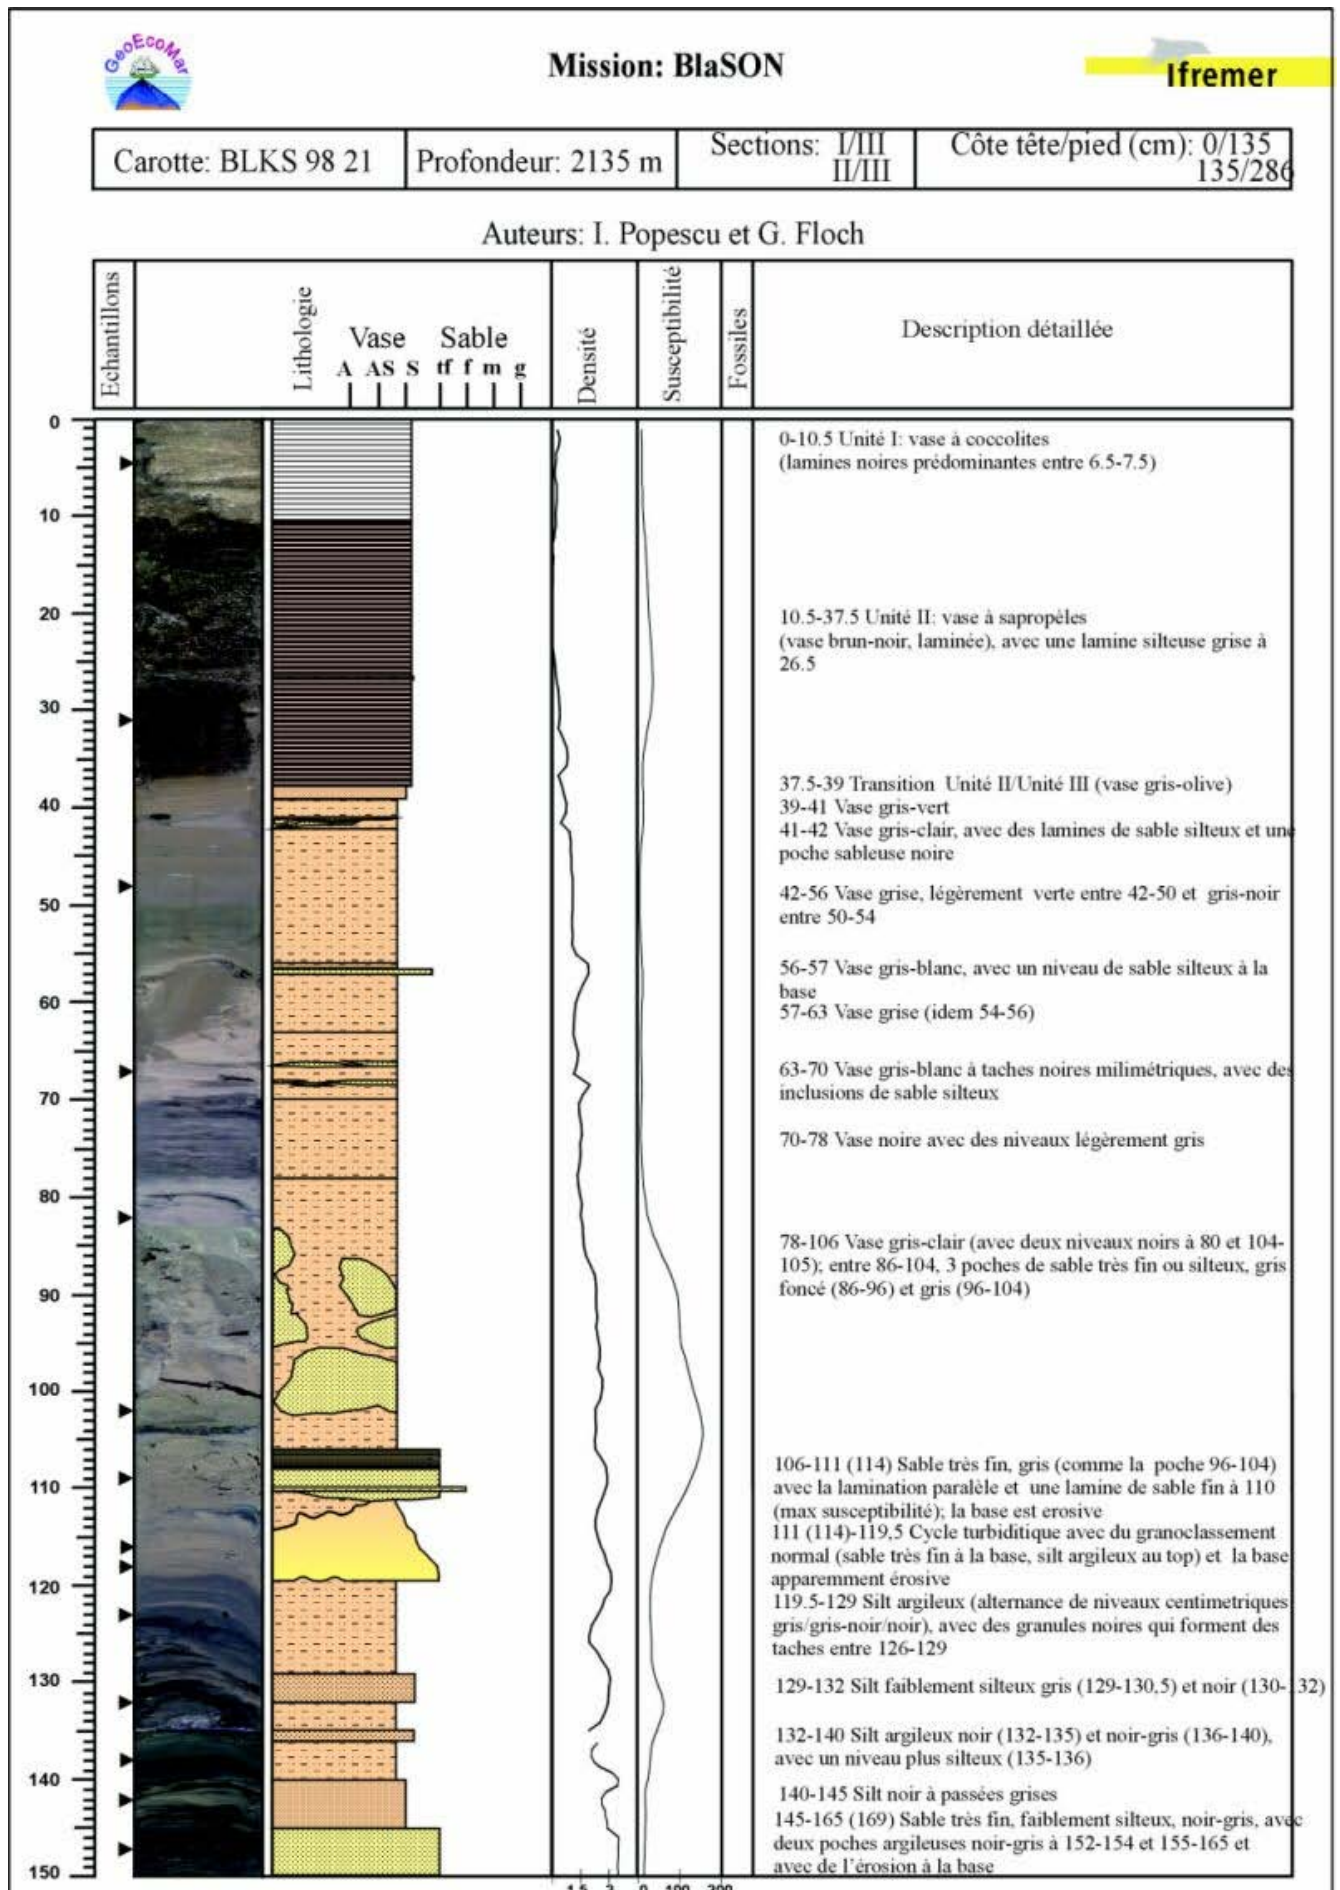 GeoEcoMar
Mission: BlaSON
Ifremer
Carotte: BLKS 98 21
Profondeur: 2135 m
Sections: I/III
II/III
Côte tête/pied (cm): 0/135
135/286
Auteurs: I. Popescu et G. Floch
Echantillons
Lithologie
Vase
Sable
A AS S tf f m g
Densité
Susceptibilité
Fossiles
Description détaillée
0
10
20
30
40
50
60
70
80
90
100
110
120
130
140
150
0-10.5 Unité I: vase à coccolites
(lamines noires prédominantes entre 6.5-7.5)
10.5-37.5 Unité II: vase à sapropèles
(vase brun-noir, laminée), avec une lamine silteuse grise à
26.5
37.5-39 Transition Unité II/Unité III (vase gris-olive)
39-41 Vase gris-vert
41-42 Vase gris-clair, avec des lamines de sable silteux et une
poche sableuse noire
42-56 Vase grise, légèrement verte entre 42-50 et gris-noir
entre 50-54
56-57 Vase gris-blanc, avec un niveau de sable silteux à la
base
57-63 Vase grise (idem 54-56)
63-70 Vase gris-blanc à taches noires milimétriques, avec des
inclusions de sable silteux
70-78 Vase noire avec des niveaux légèrement gris
78-106 Vase gris-clair (avec deux niveaux noirs à 80 et 104-
105); entre 86-104, 3 poches de sable très fin ou silteux, gris
foncé (86-96) et gris (96-104)
106-111 (114) Sable très fin, gris (comme la poche 96-104)
avec la lamination paralèle et une lamine de sable fin à 110
(max susceptibilité); la base est erosive
111 (114)-119,5 Cycle turbiditique avec du granoclassement
normal (sable très fin à la base, silt argileux au top) et la base
apparemment érosive
119.5-129 Silt argileux (alternance de niveaux centimetriques
gris/gris-noir/noir), avec des granules noires qui forment des
taches entre 126-129
129-132 Silt faiblement silteux gris (129-130,5) et noir (130-132)
132-140 Silt argileux noir (132-135) et noir-gris (136-140),
avec un niveau plus silteux (135-136)
140-145 Silt noir à passées grises
145-165 (169) Sable très fin, faiblement silteux, noir-gris, avec
deux poches argileuses noir-gris à 152-154 et 155-165 et
avec de l'érosion à la base